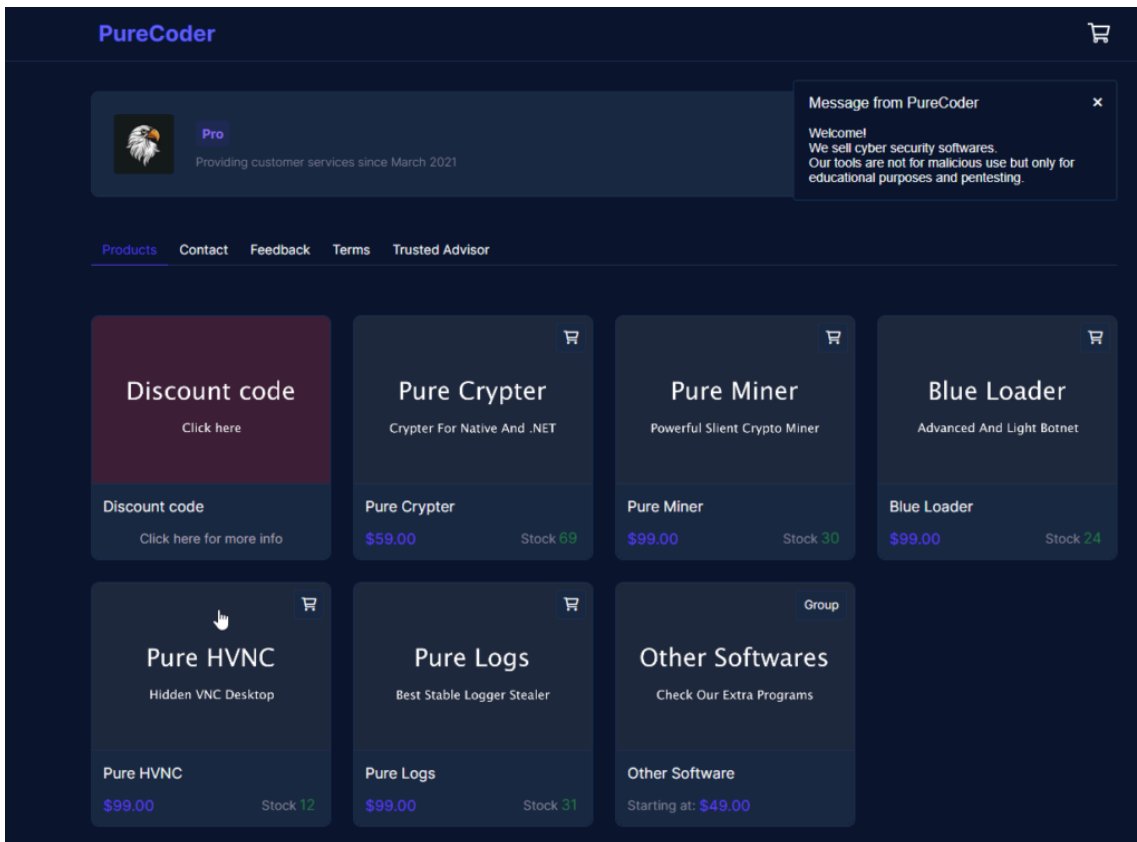 PureCoder
Message from PureCoder ×
Welcome!
We sell cyber security softwares.
Our tools are not for malicious use but only for
educational purposes and pentesting.
Pro
Providing customer services since March 2021
Products Contact Feedback Terms Trusted Advisor
Discount code
Click here
Discount code
Click here for more info
Pure Crypter
Crypter For Native And .NET
Pure Crypter
$59.00 Stock 69
Pure Miner
Powerful Slient Crypto Miner
Pure Miner
$99.00 Stock 30
Blue Loader
Advanced And Light Botnet
Blue Loader
$99.00 Stock 24
Pure HVNC
Hidden VNC Desktop
Pure HVNC
$99.00 Stock 12
Pure Logs
Best Stable Logger Stealer
Pure Logs
$99.00 Stock 31
Group
Other Softwares
Check Our Extra Programs
Other Software
Starting at: $49.00